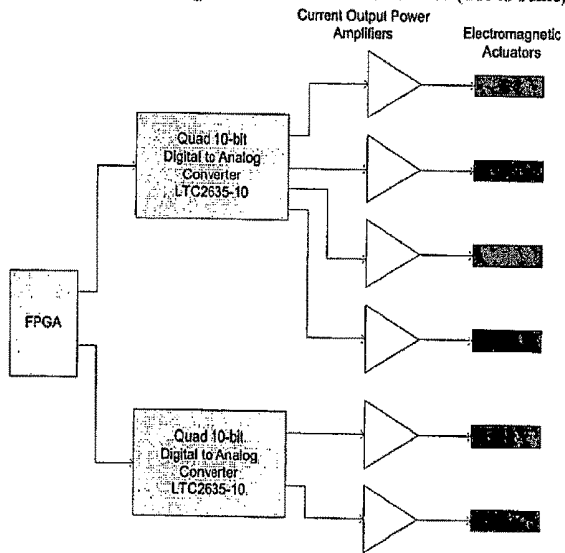 Current Output Power
Amplifiers
Electromagnetic
Actuators
Quad 10-bit
Digital to Analog
Converter
LTC2635-10
FPGA
Quad 10-bit
Digital to Analog
Converter
LTC2635-10.